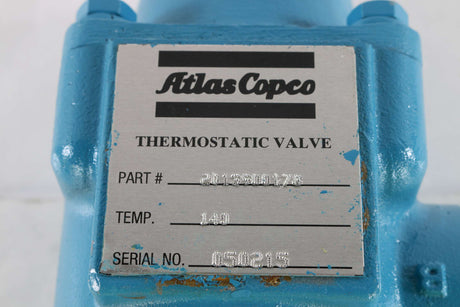 Atlas Copco
THERMOSTATIC VALVE
PART #
TEMP. 140
SERIAL NO. 050215